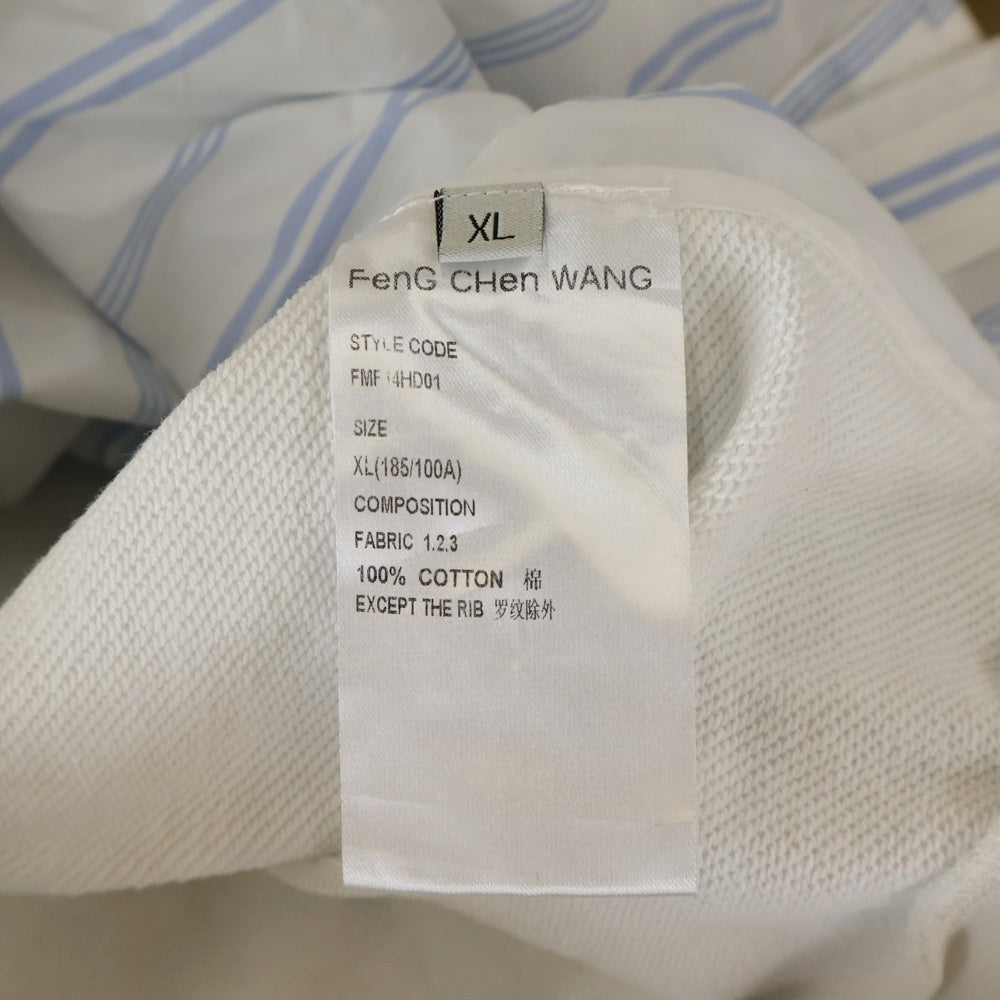 XL
FenG CHen WANG
STYLE CODE
SIZE
XL(185/100A)
COMPOSITION
FABRIC 1.2.3
100% COTTON 棉
EXCEPT THE RIB 罗纹除外